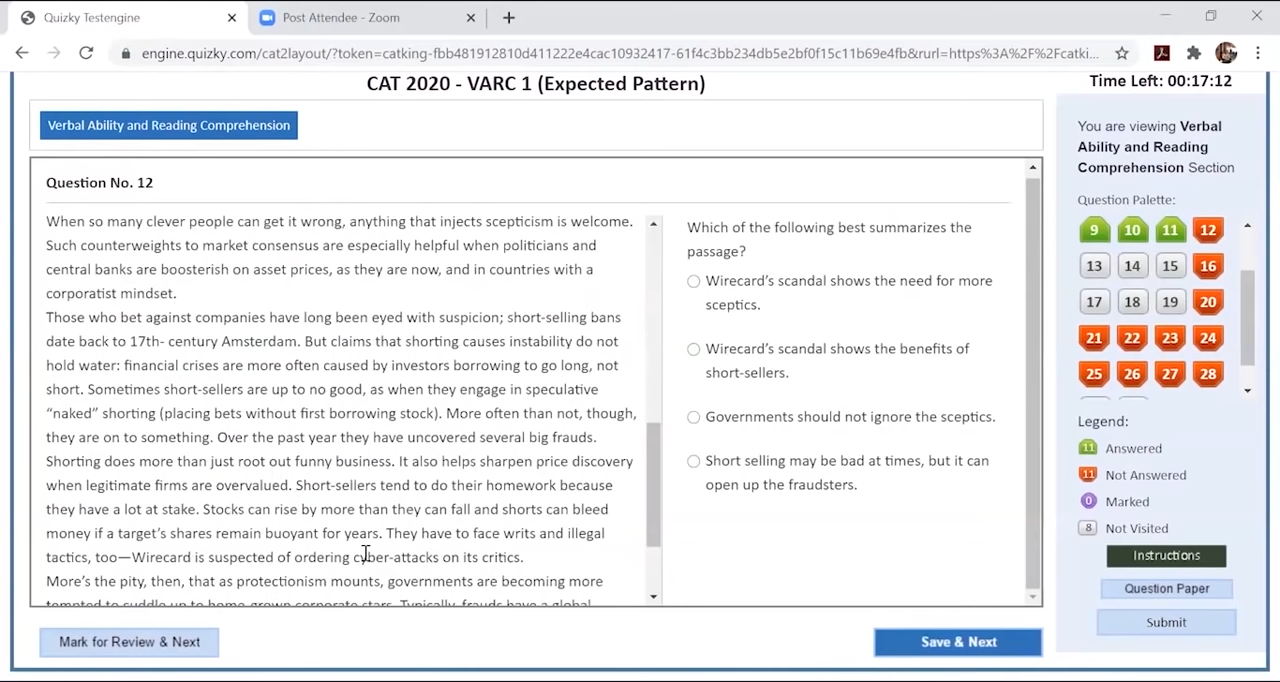 Quizky Testengine
Post Attendee - Zoom
engine.quizky.com/cat2layout/?token=catking-fbb481912810d411222e4cac10932417-61f4c3bb234db5e2bf0f15c11b69e4fb&rurl=https%3A%2F%2Fcatki...
CAT 2020 - VARC 1 (Expected Pattern)
Time Left: 00:17:12
Verbal Ability and Reading Comprehension
Question No. 12
When so many clever people can get it wrong, anything that injects scepticism is welcome.
Such counterweights to market consensus are especially helpful when politicians and
central banks are boosterish on asset prices, as they are now, and in countries with a
corporatist mindset.
Those who bet against companies have long been eyed with suspicion; short-selling bans
date back to 17th- century Amsterdam. But claims that shorting causes instability do not
hold water: financial crises are more often caused by investors borrowing to go long, not
short. Sometimes short-sellers are up to no good, as when they engage in speculative
“naked” shorting (placing bets without first borrowing stock). More often than not, though,
they are on to something. Over the past year they have uncovered several big frauds.
Shorting does more than just root out funny business. It also helps sharpen price discovery
when legitimate firms are overvalued. Short-sellers tend to do their homework because
they have a lot at stake. Stocks can rise by more than they can fall and shorts can bleed
money if a target’s shares remain buoyant for years. They have to face writs and illegal
tactics, too—Wirecard is suspected of ordering cyber-attacks on its critics.
More’s the pity, then, that as protectionism mounts, governments are becoming more
tempted to cuddle up to home-grown corporate stars. Typically, frauds have a global
Which of the following best summarizes the
passage?
Wirecard’s scandal shows the need for more
sceptics.
Wirecard’s scandal shows the benefits of
short-sellers.
Governments should not ignore the sceptics.
Short selling may be bad at times, but it can
open up the fraudsters.
You are viewing Verbal
Ability and Reading
Comprehension Section
Question Palette:
9 10 11 12
13 14 15 16
17 18 19 20
21 22 23 24
25 26 27 28
Legend:
11 Answered
11 Not Answered
0 Marked
8 Not Visited
Instructions
Question Paper
Submit
Mark for Review & Next
Save & Next